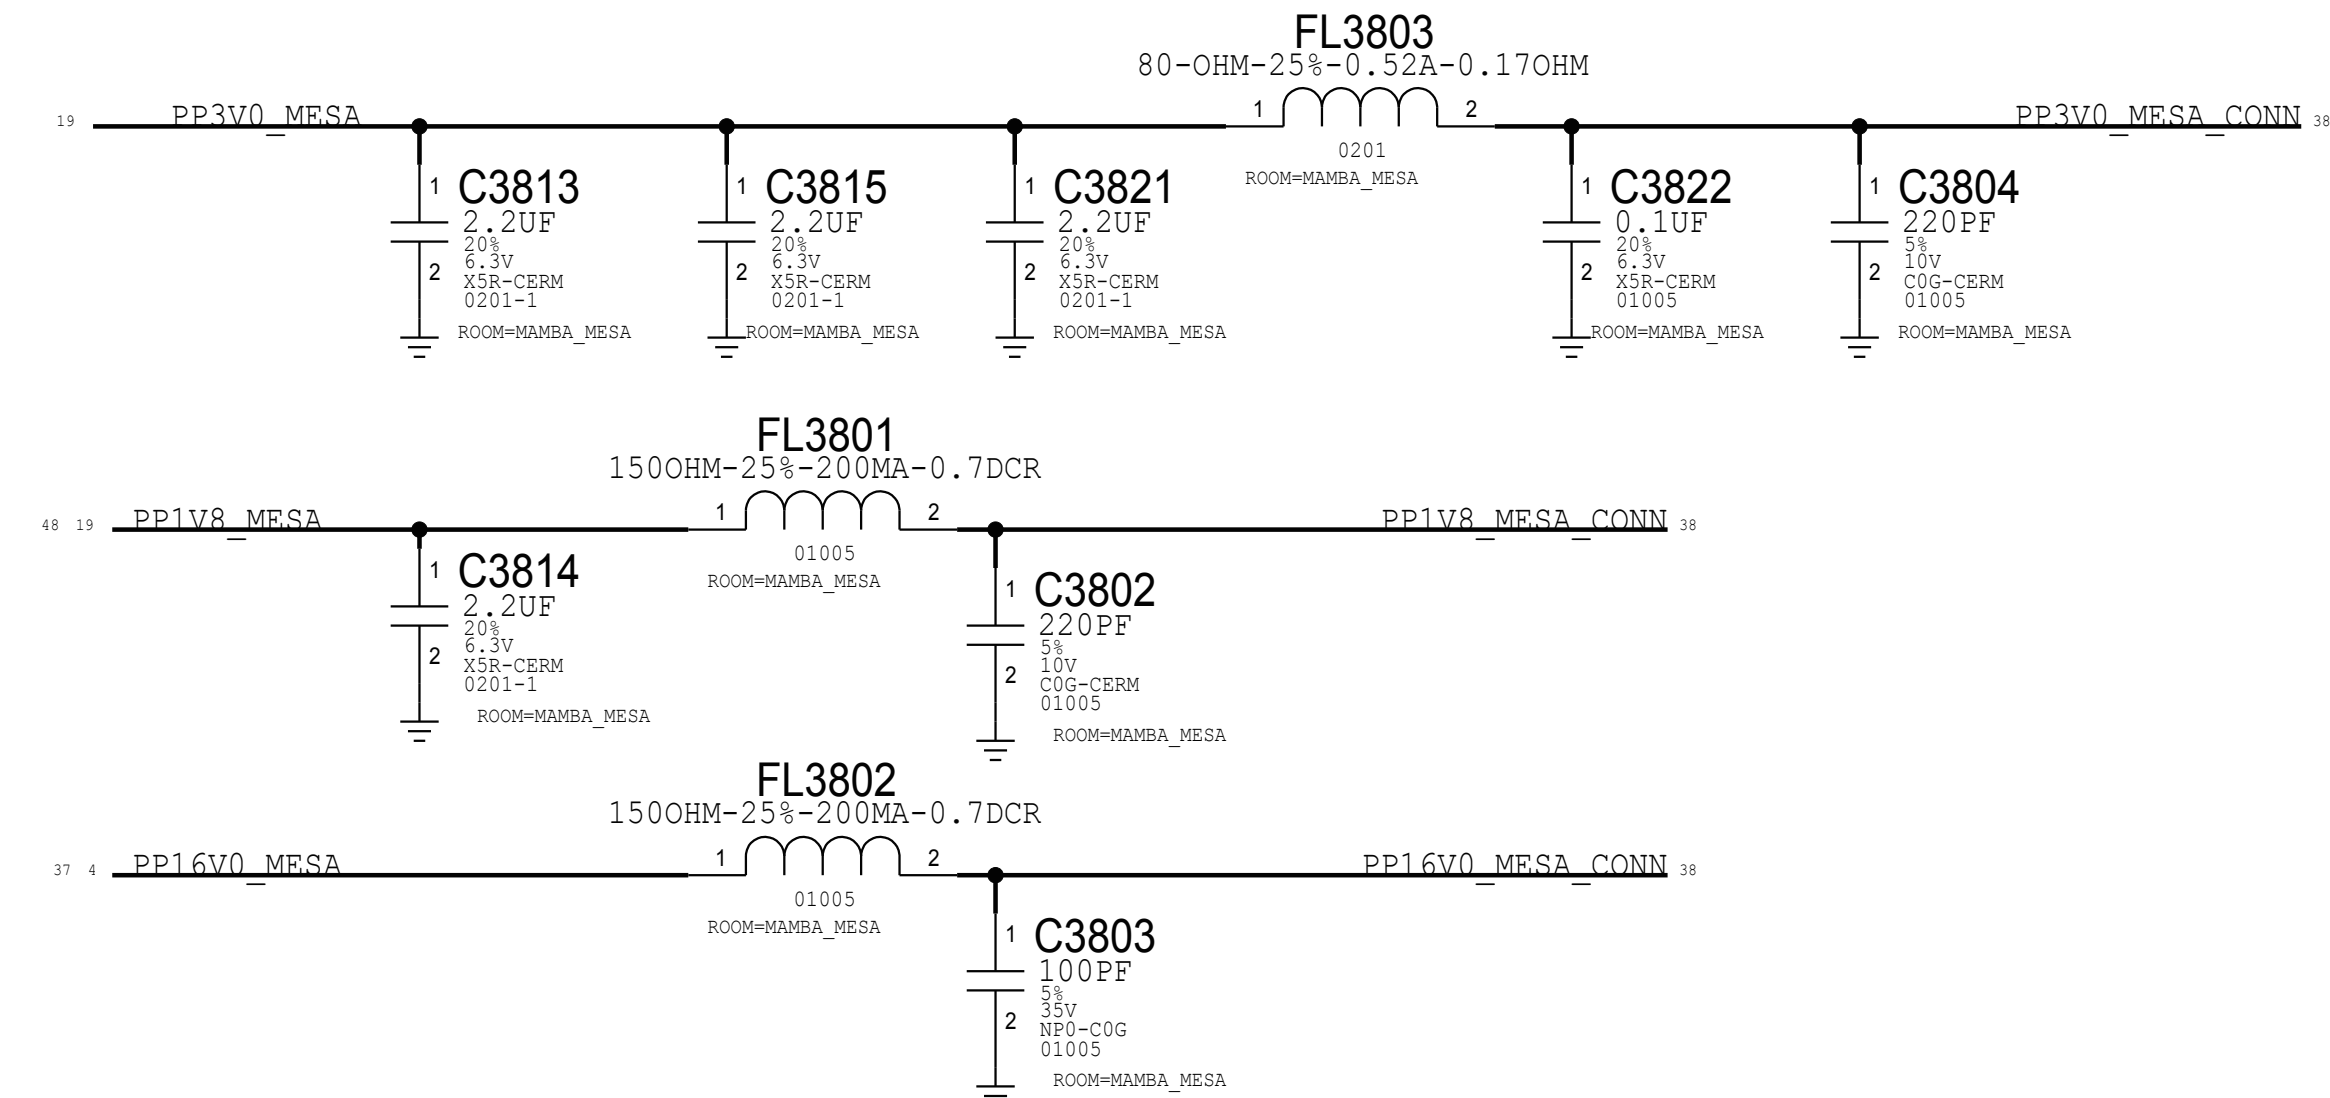 FL3803
80-OHM-25%-0.52A-0.17OHM
19 PP3V0_MESA 1 2 PP3V0_MESA_CONN 38
0201
ROOM=MAMBA_MESA
1 C3813 1 C3815 1 C3821 1 C3822 1 C3804
2.2UF 2.2UF 2.2UF 0.1UF 220PF
20% 20% 20% 20% 5%
6.3V 6.3V 6.3V 6.3V 10V
2 X5R-CERM 2 X5R-CERM 2 X5R-CERM 2 X5R-CERM 2 C0G-CERM
0201-1 0201-1 0201-1 01005 01005
ROOM=MAMBA_MESA ROOM=MAMBA_MESA ROOM=MAMBA_MESA ROOM=MAMBA_MESA ROOM=MAMBA_MESA
FL3801
150OHM-25%-200MA-0.7DCR
48 19 PP1V8_MESA 1 2 PP1V8_MESA_CONN 38
01005
ROOM=MAMBA_MESA
1 C3814
2.2UF
20%
6.3V
2 X5R-CERM
0201-1
ROOM=MAMBA_MESA
1 C3802
220PF
5%
10V
2 C0G-CERM
01005
ROOM=MAMBA_MESA
FL3802
150OHM-25%-200MA-0.7DCR
37 4 PP16V0_MESA 1 2 PP16V0_MESA_CONN 38
01005
ROOM=MAMBA_MESA
1 C3803
100PF
5%
35V
2 NP0-C0G
01005
ROOM=MAMBA_MESA